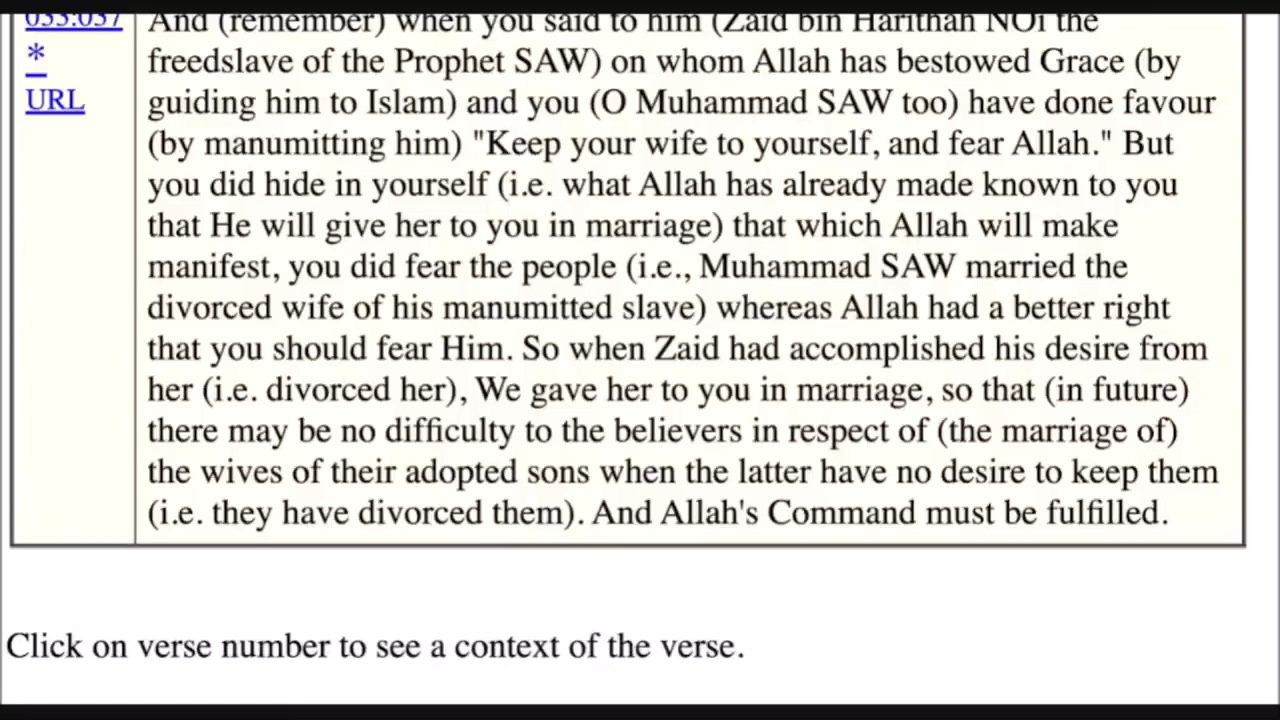 033:037
And (remember) when you said to him (Zaid bin Harithah NOi the
*
freedslave of the Prophet SAW) on whom Allah has bestowed Grace (by
URL
guiding him to Islam) and you (O Muhammad SAW too) have done favour
(by manumitting him) "Keep your wife to yourself, and fear Allah." But
you did hide in yourself (i.e. what Allah has already made known to you
that He will give her to you in marriage) that which Allah will make
manifest, you did fear the people (i.e., Muhammad SAW married the
divorced wife of his manumitted slave) whereas Allah had a better right
that you should fear Him. So when Zaid had accomplished his desire from
her (i.e. divorced her), We gave her to you in marriage, so that (in future)
there may be no difficulty to the believers in respect of (the marriage of)
the wives of their adopted sons when the latter have no desire to keep them
(i.e. they have divorced them). And Allah's Command must be fulfilled.
Click on verse number to see a context of the verse.